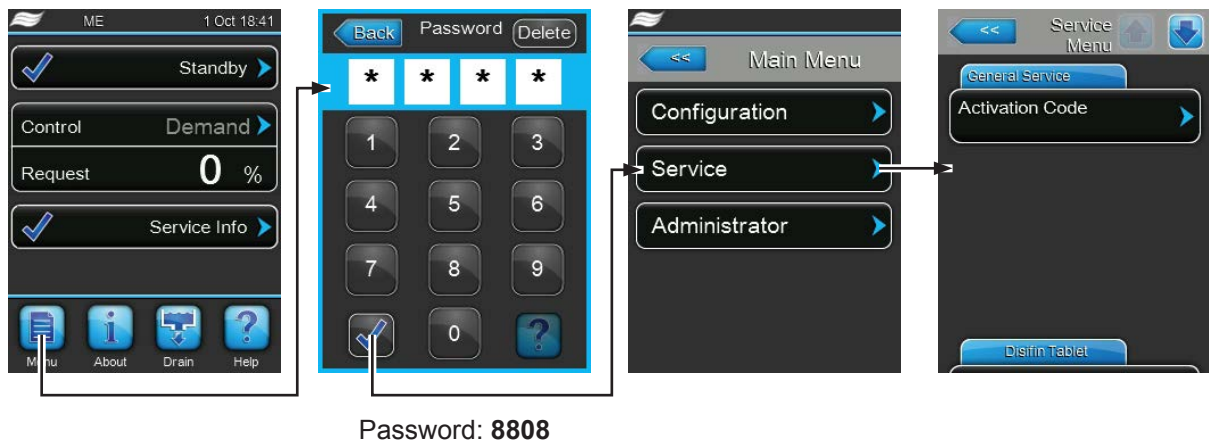 ME 1 Oct 18:41
Standby
Control Demand
Request 0 %
Service Info
Menu About Drain Help
Back Password Delete
* * * *
1 2 3
4 5 6
7 8 9
0 ?
<< Main Menu
Configuration
Service
Administrator
<< Service
Menu
General Service
Activation Code
Disifin Tablet
Password: 8808